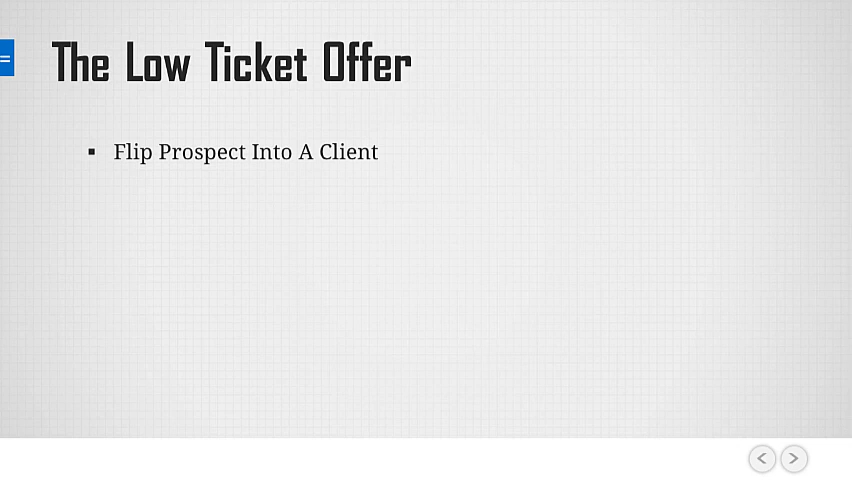 The Low Ticket Offer
▪ Flip Prospect Into A Client